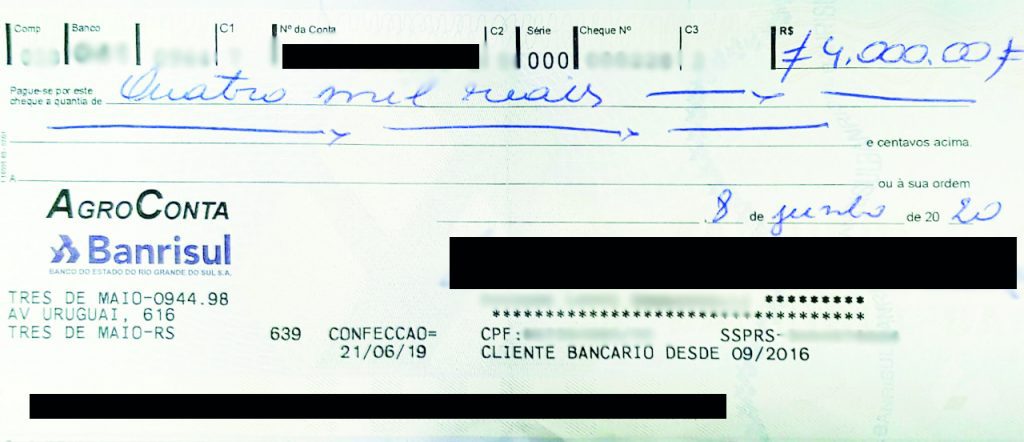 Comp Banco C1 Nº da Conta C2 Série Cheque Nº C3 R$
000 # 4.000.00 #
Pague-se por este
cheque a quantia de Quatro mil reais
e centavos acima.
A ou à sua ordem
AGROCONTA
8 de junho de 20 20
Banrisul
BANCO DO ESTADO DO RIO GRANDE DO SUL S.A.
*********
TRES DE MAIO-0944.98
AV URUGUAI, 616
TRES DE MAIO-RS 639 CONFECCAO= CPF: SSPRS-
21/06/19 CLIENTE BANCARIO DESDE 09/2016